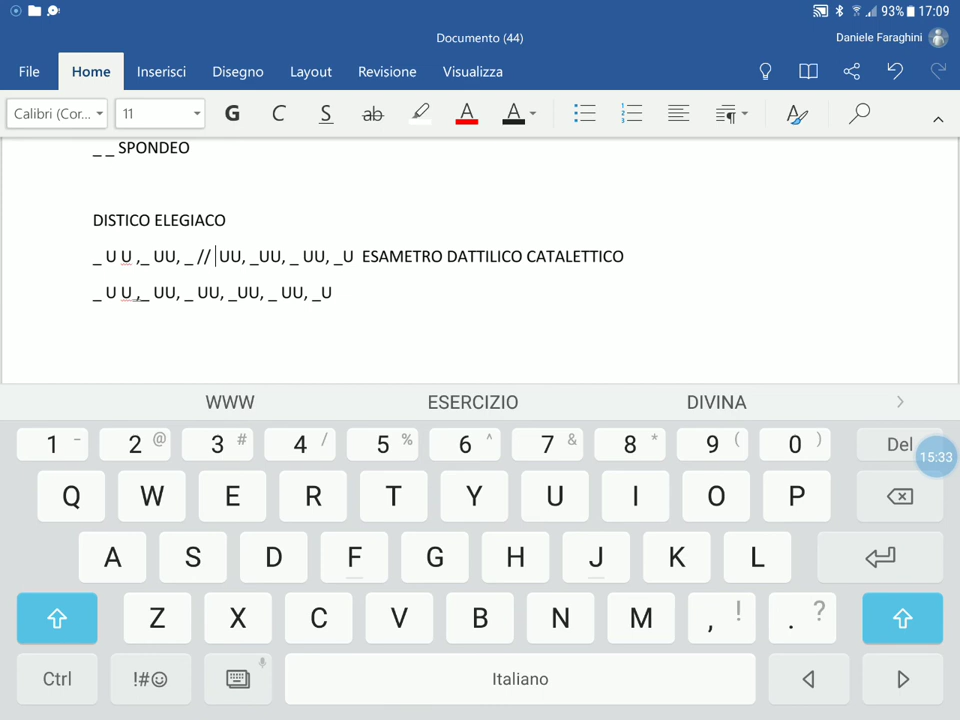 93% 17:09
Documento (44)
Daniele Faraghini
File Home Inserisci Disegno Layout Revisione Visualizza
Calibri (Cor... 11 G C S ab A A
_ _ SPONDEO
DISTICO ELEGIACO
_ U U ,_ UU, _ // UU, _UU, _ UU, _U ESAMETRO DATTILICO CATALETTICO
_ U U ,_ UU, _ UU, _UU, _ UU, _U
WWW ESERCIZIO DIVINA
1 - 2 @ 3 # 4 / 5 % 6 ^ 7 & 8 * 9 ( 0 ) Del
15:33
Q W E R T Y U I O P
A S D F G H J K L
Z X C V B N M , ! . ?
Ctrl !#☺ Italiano